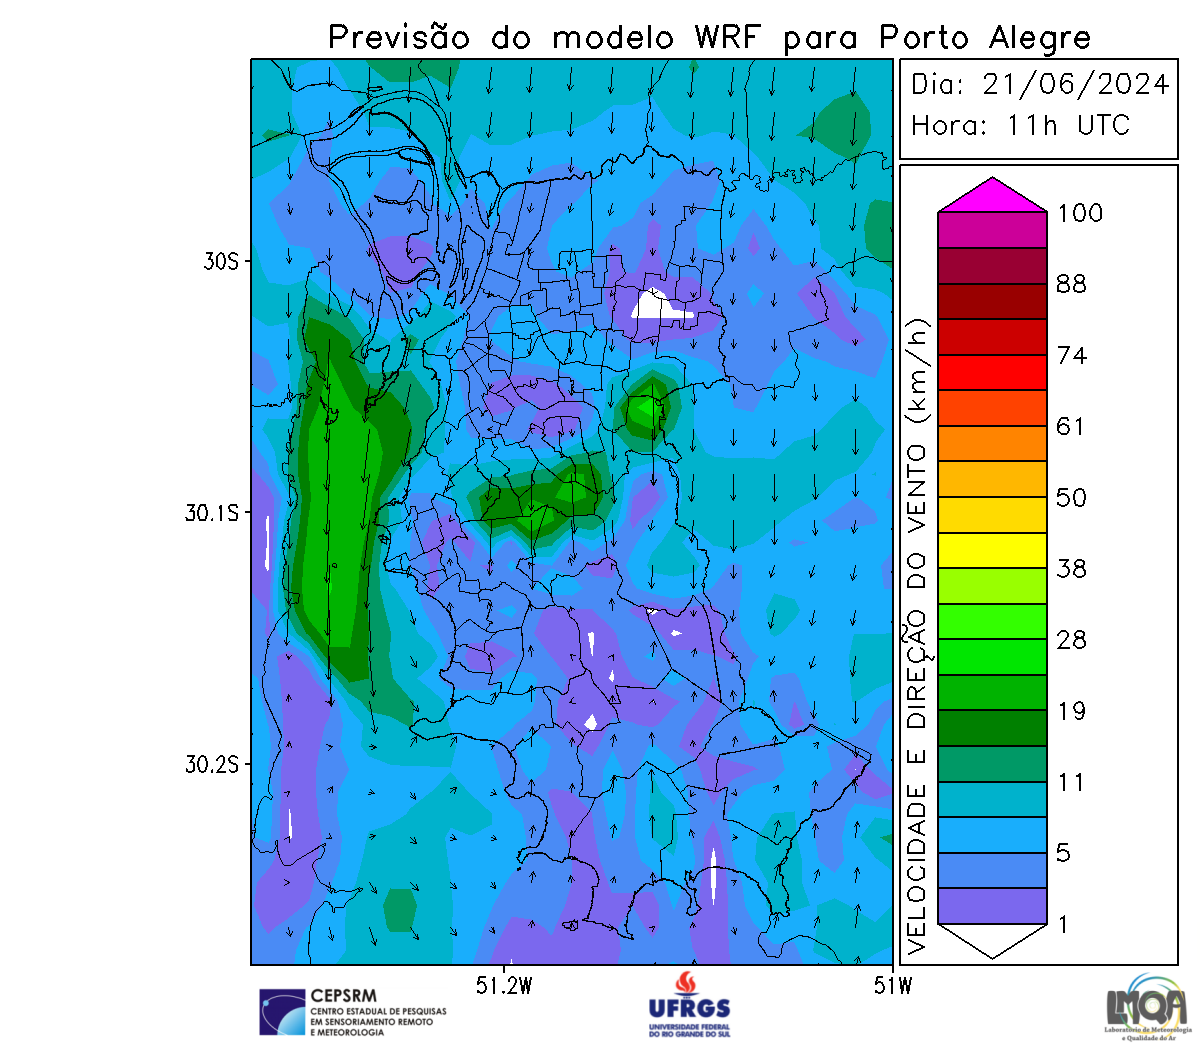 Previsão do modelo WRF para Porto Alegre
Dia: 21/06/2024
Hora: 11h UTC
30S
30.1S
30.2S
51.2W
51W
VELOCIDADE E DIREÇÃO DO VENTO (km/h)
100
88
74
61
50
38
28
19
11
5
1
CEPSRM
CENTRO ESTADUAL DE PESQUISAS
EM SENSORIAMENTO REMOTO
E METEOROLOGIA
UFRGS
UNIVERSIDADE FEDERAL
DO RIO GRANDE DO SUL
LMQA
Laboratório de Meteorologia
e Qualidade do Ar